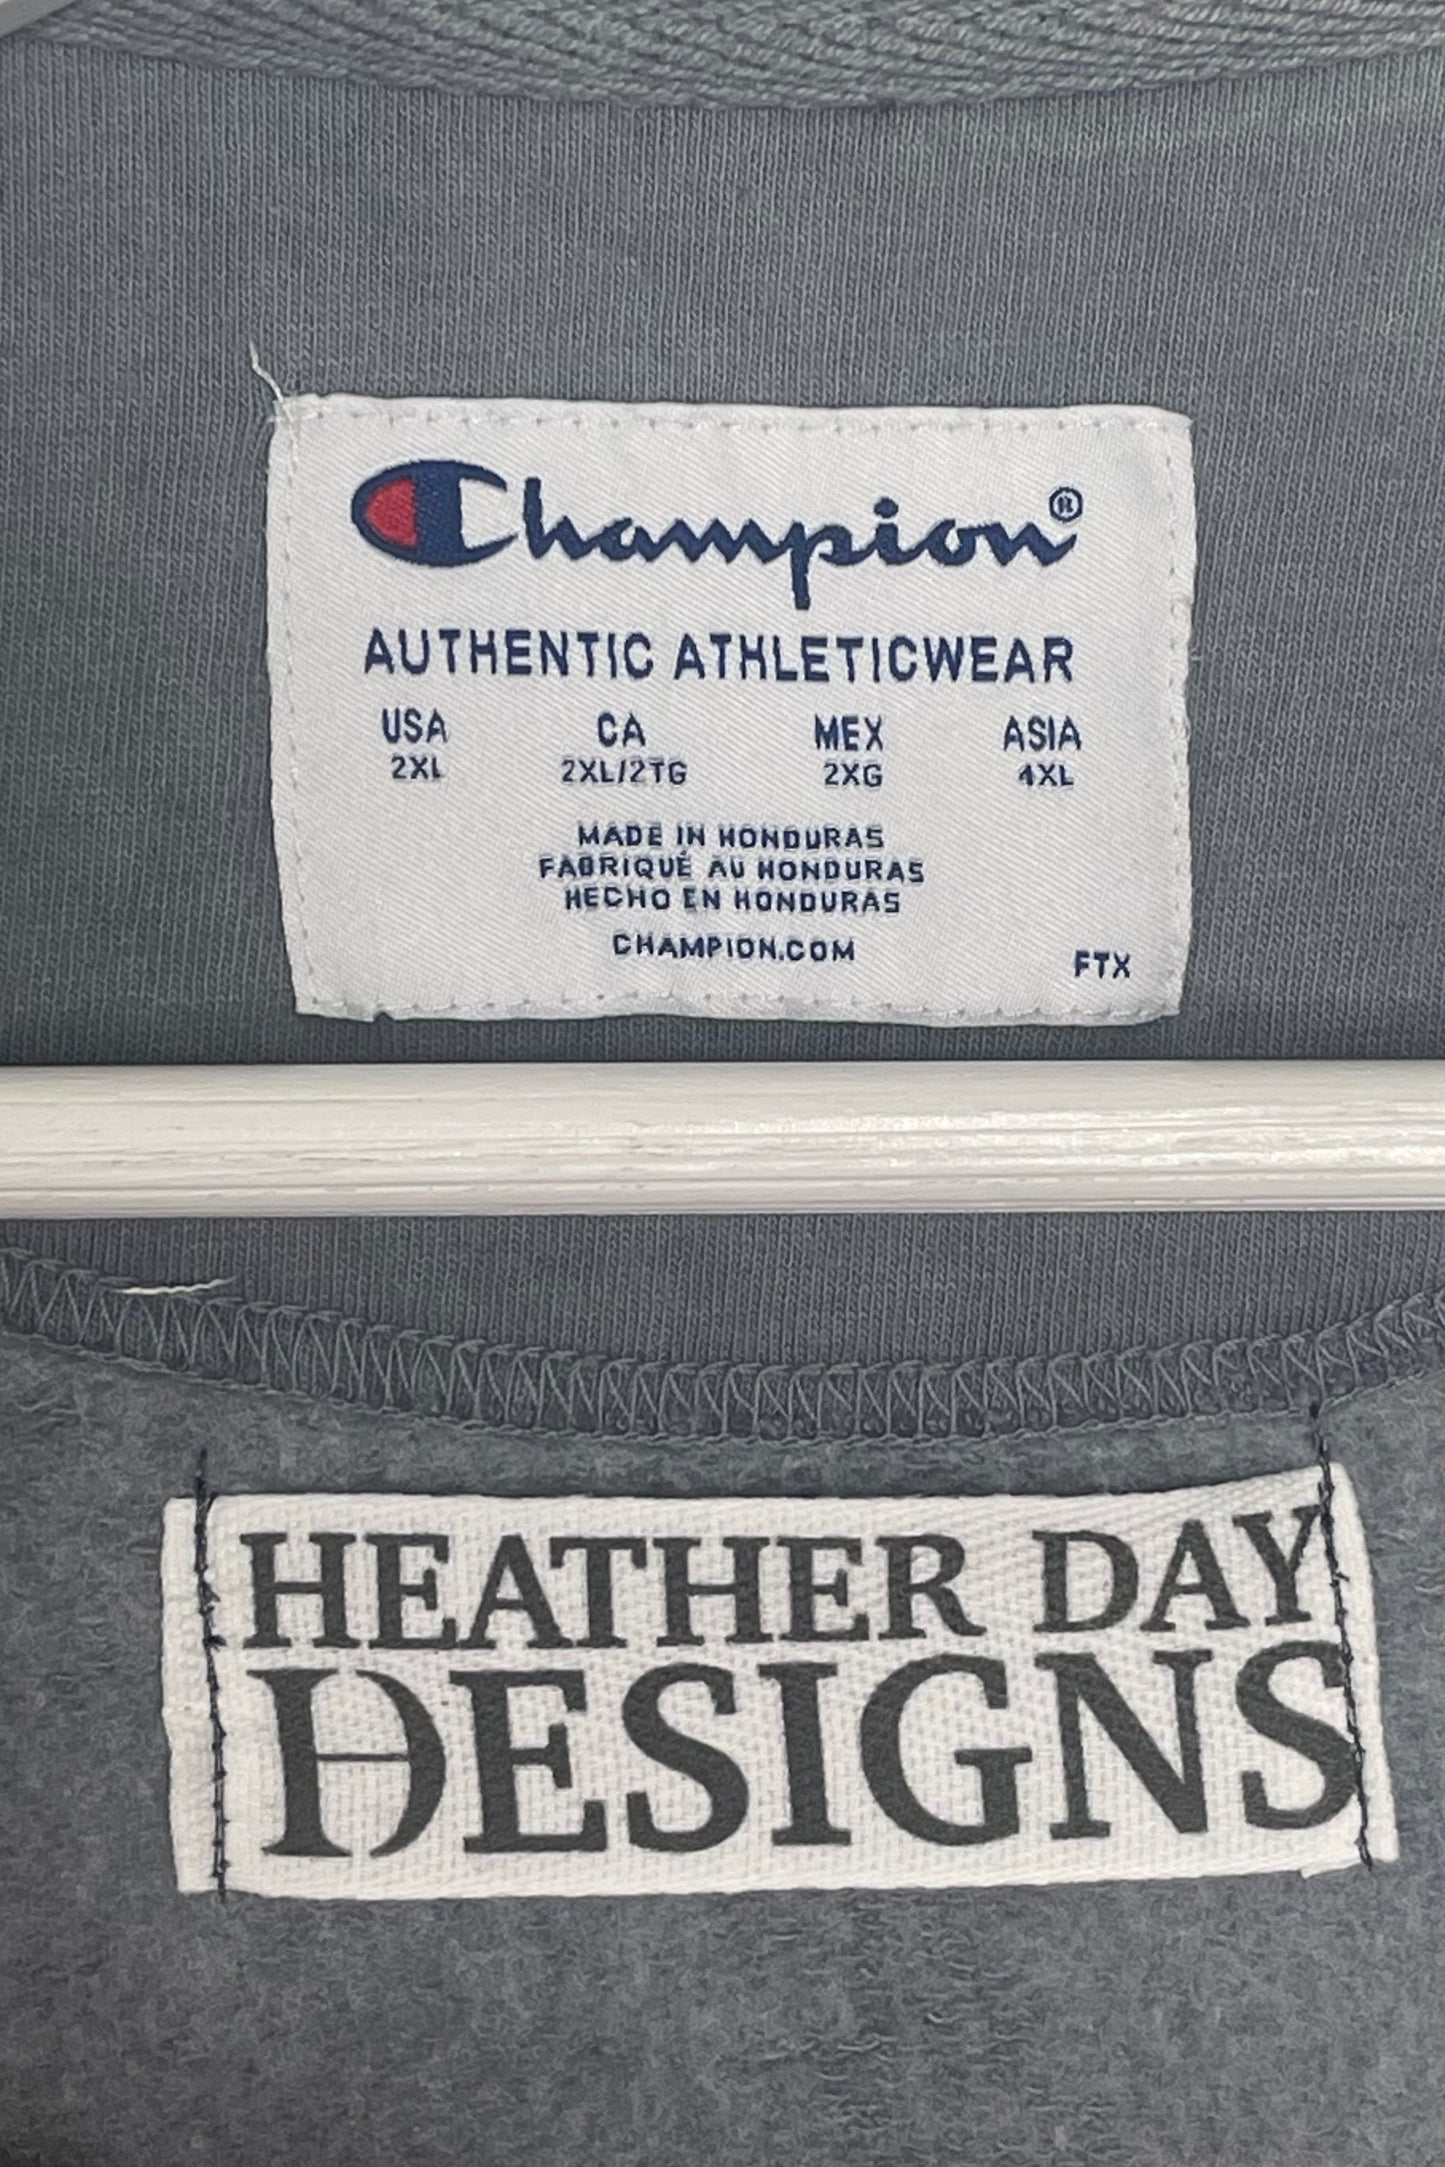 Champion®
AUTHENTIC ATHLETICWEAR
USA CA MEX ASIA
2XL 2XL/2TG 2XG 4XL
MADE IN HONDURAS
FABRIQUÉ AU HONDURAS
HECHO EN HONDURAS
CHAMPION.COM
FTX
HEATHER DAY
DESIGNS